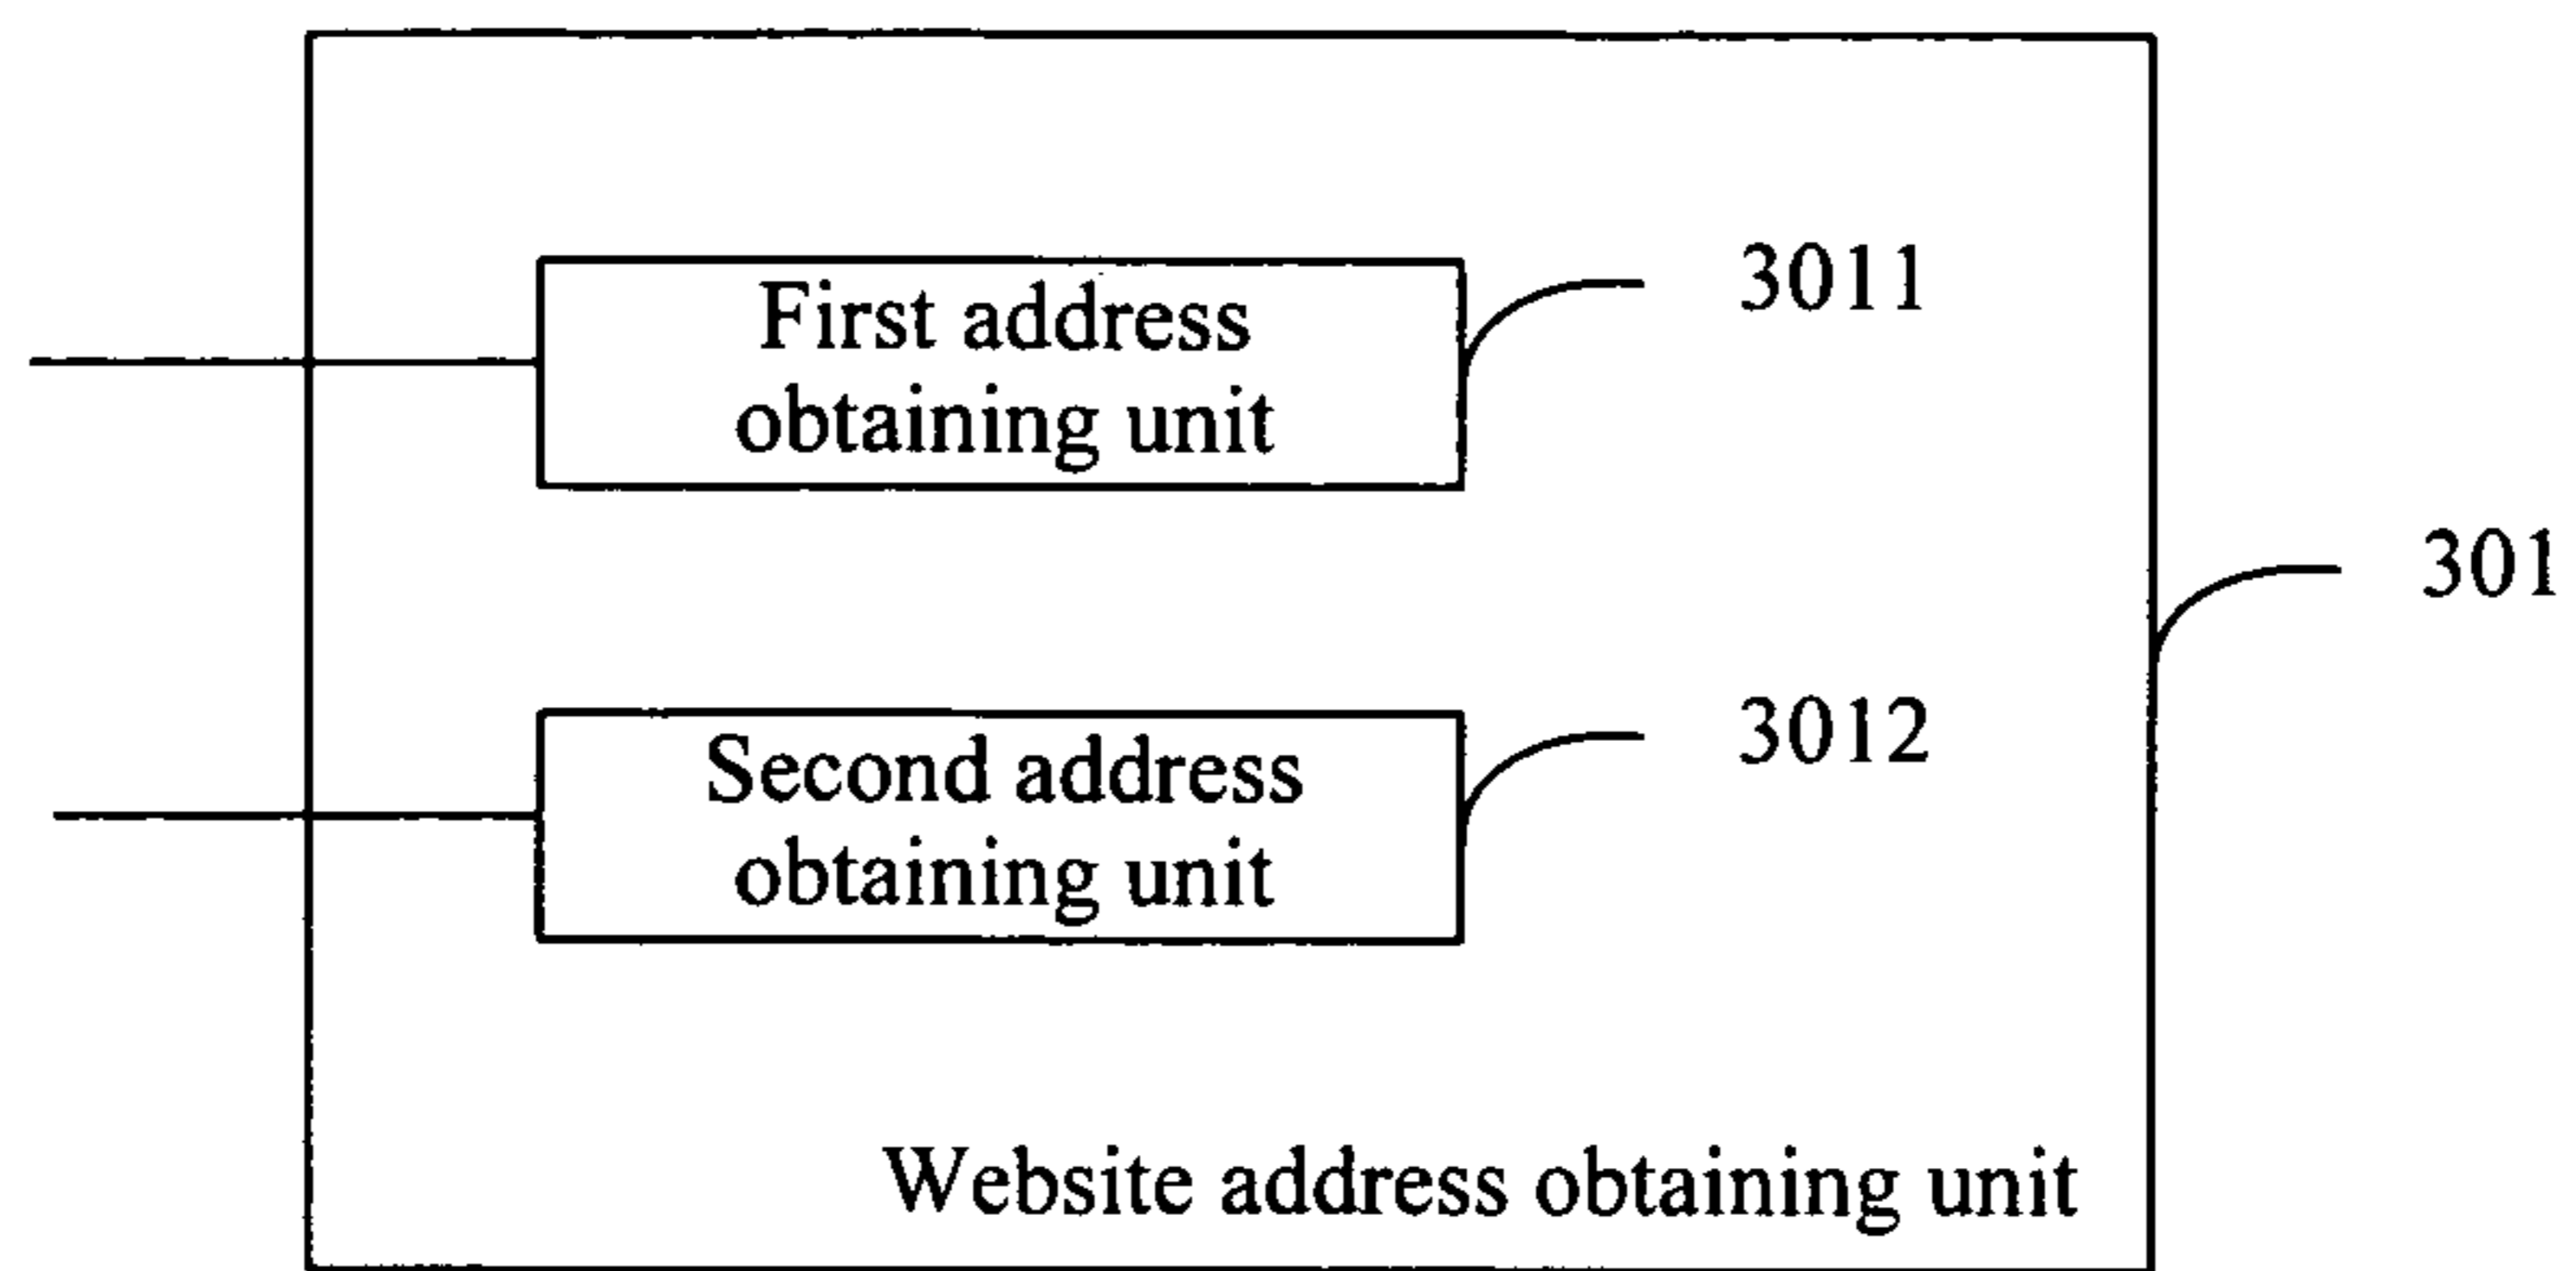 First address
obtaining unit
3011
301
Second address
obtaining unit
3012
Website address obtaining unit